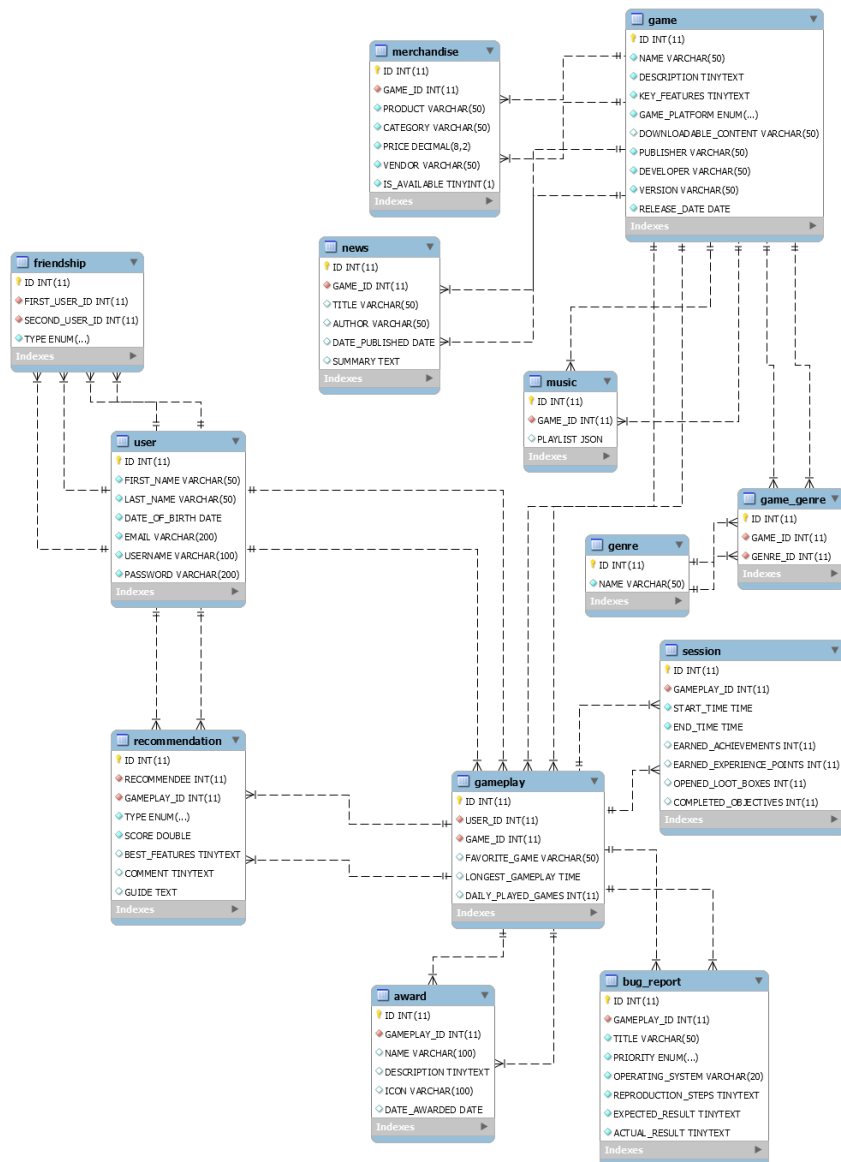 game
ID INT(11)
NAME VARCHAR(50)
DESCRIPTION TINYTEXT
KEY_FEATURES TINYTEXT
GAME_PLATFORM ENUM(...)
DOWNLOADABLE_CONTENT VARCHAR(50)
PUBLISHER VARCHAR(50)
DEVELOPER VARCHAR(50)
VERSION VARCHAR(50)
RELEASE_DATE DATE
Indexes
merchandise
ID INT(11)
GAME_ID INT(11)
PRODUCT VARCHAR(50)
CATEGORY VARCHAR(50)
PRICE DECIMAL(8,2)
VENDOR VARCHAR(50)
IS_AVAILABLE TINYINT(1)
Indexes
news
ID INT(11)
GAME_ID INT(11)
TITLE VARCHAR(50)
AUTHOR VARCHAR(50)
DATE_PUBLISHED DATE
SUMMARY TEXT
Indexes
friendship
ID INT(11)
FIRST_USER_ID INT(11)
SECOND_USER_ID INT(11)
TYPE ENUM(...)
Indexes
music
ID INT(11)
GAME_ID INT(11)
PLAYLIST JSON
Indexes
user
ID INT(11)
FIRST_NAME VARCHAR(50)
LAST_NAME VARCHAR(50)
DATE_OF_BIRTH DATE
EMAIL VARCHAR(200)
USERNAME VARCHAR(100)
PASSWORD VARCHAR(200)
Indexes
game_genre
ID INT(11)
GAME_ID INT(11)
GENRE_ID INT(11)
Indexes
genre
ID INT(11)
NAME VARCHAR(50)
Indexes
session
ID INT(11)
GAMEPLAY_ID INT(11)
START_TIME TIME
END_TIME TIME
EARNED_ACHIEVEMENTS INT(11)
EARNED_EXPERIENCE_POINTS INT(11)
OPENED_LOOT_BOXES INT(11)
COMPLETED_OBJECTIVES INT(11)
Indexes
recommendation
ID INT(11)
RECOMMENDEE INT(11)
GAMEPLAY_ID INT(11)
TYPE ENUM(...)
SCORE DOUBLE
BEST_FEATURES TINYTEXT
COMMENT TINYTEXT
GUIDE TEXT
Indexes
gameplay
ID INT(11)
USER_ID INT(11)
GAME_ID INT(11)
FAVORITE_GAME VARCHAR(50)
LONGEST_GAMEPLAY TIME
DAILY_PLAYED_GAMES INT(11)
Indexes
award
ID INT(11)
GAMEPLAY_ID INT(11)
NAME VARCHAR(100)
DESCRIPTION TINYTEXT
ICON VARCHAR(100)
DATE_AWARDED DATE
Indexes
bug_report
ID INT(11)
GAMEPLAY_ID INT(11)
TITLE VARCHAR(50)
PRIORITY ENUM(...)
OPERATING_SYSTEM VARCHAR(20)
REPRODUCTION_STEPS TINYTEXT
EXPECTED_RESULT TINYTEXT
ACTUAL_RESULT TINYTEXT
Indexes